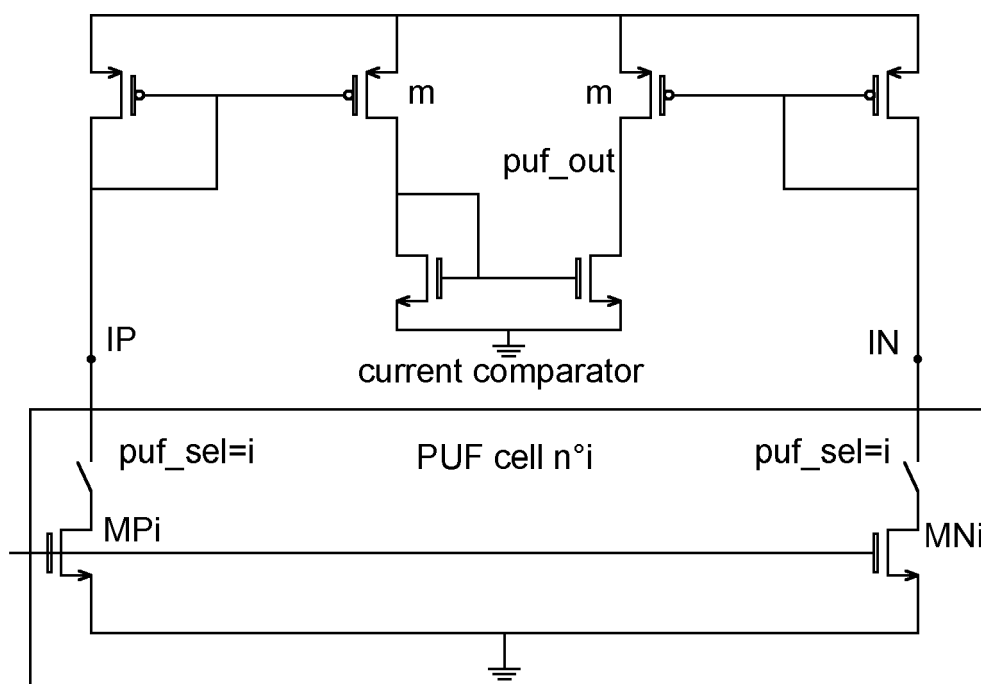 m
m
puf_out
IP
IN
current comparator
puf_sel=i
PUF cell n°i
puf_sel=i
MPi
MNi